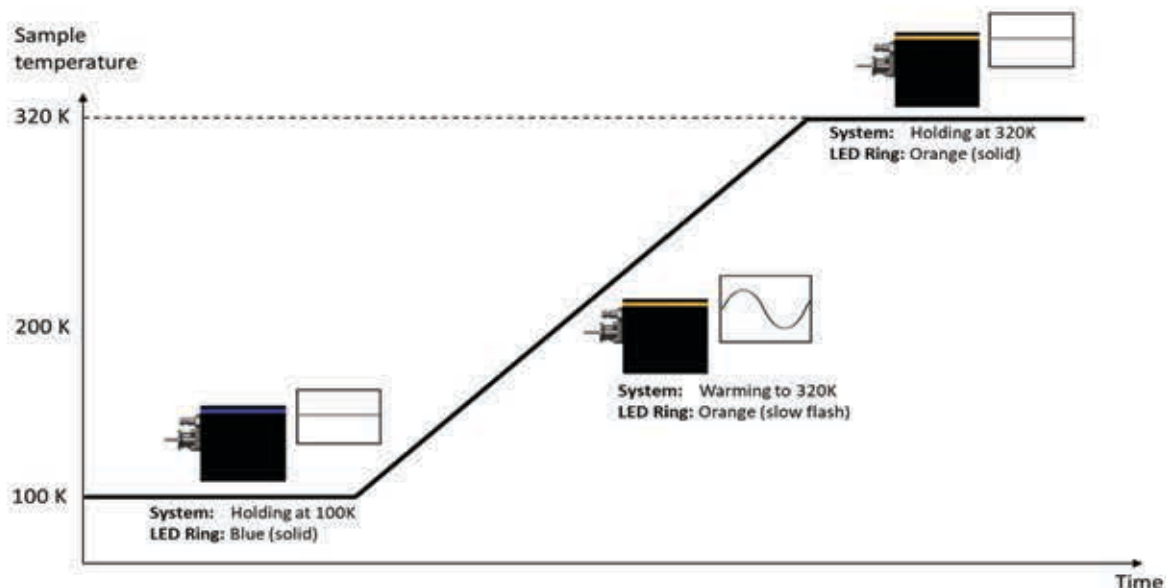 Sample
temperature
320 K
System: Holding at 320K
LED Ring: Orange (solid)
200 K
System: Warming to 320K
LED Ring: Orange (slow flash)
100 K
System: Holding at 100K
LED Ring: Blue (solid)
Time